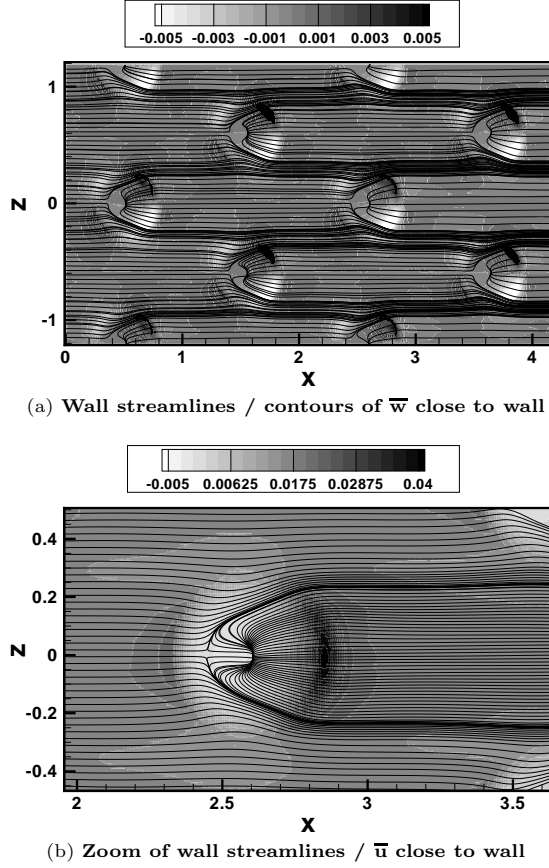 -0.005 -0.003 -0.001 0.001 0.003 0.005
1
0
-1
Z
0 1 2 3 4
X
(a) Wall streamlines / contours of w̅ close to wall
-0.005 0.00625 0.0175 0.02875 0.04
0.4
0.2
0
-0.2
-0.4
Z
2 2.5 3 3.5
X
(b) Zoom of wall streamlines / u̅ close to wall